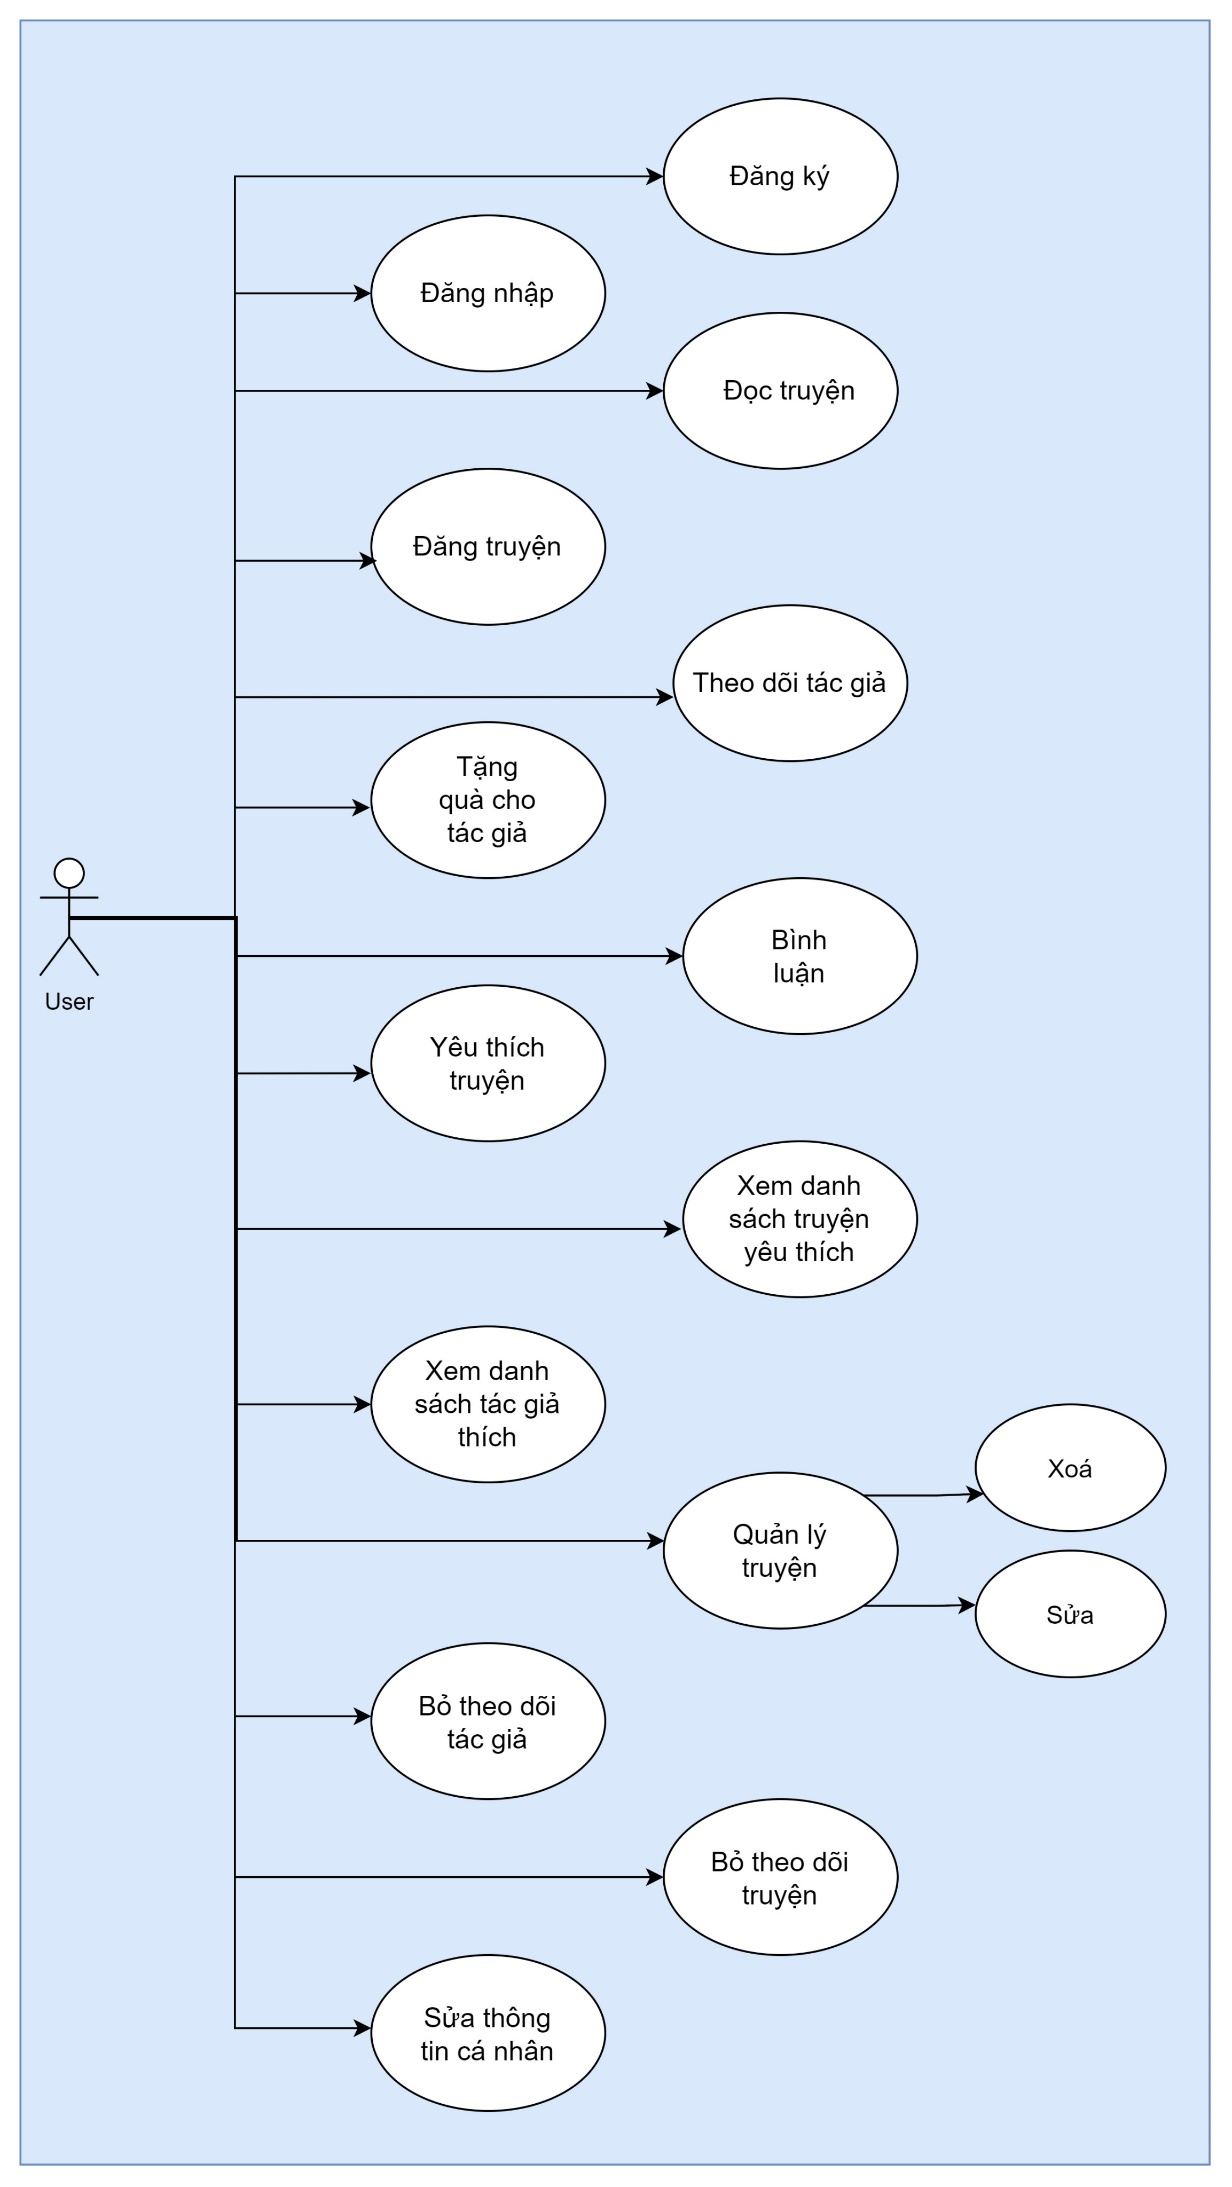 Đăng ký
Đăng nhập
Đọc truyện
Đăng truyện
Theo dõi tác giả
Tặng
quà cho
tác giả
User
Bình
luận
Yêu thích
truyện
Xem danh
sách truyện
yêu thích
Xem danh
sách tác giả
thích
Xoá
Quản lý
truyện
Sửa
Bỏ theo dõi
tác giả
Bỏ theo dõi
truyện
Sửa thông
tin cá nhân